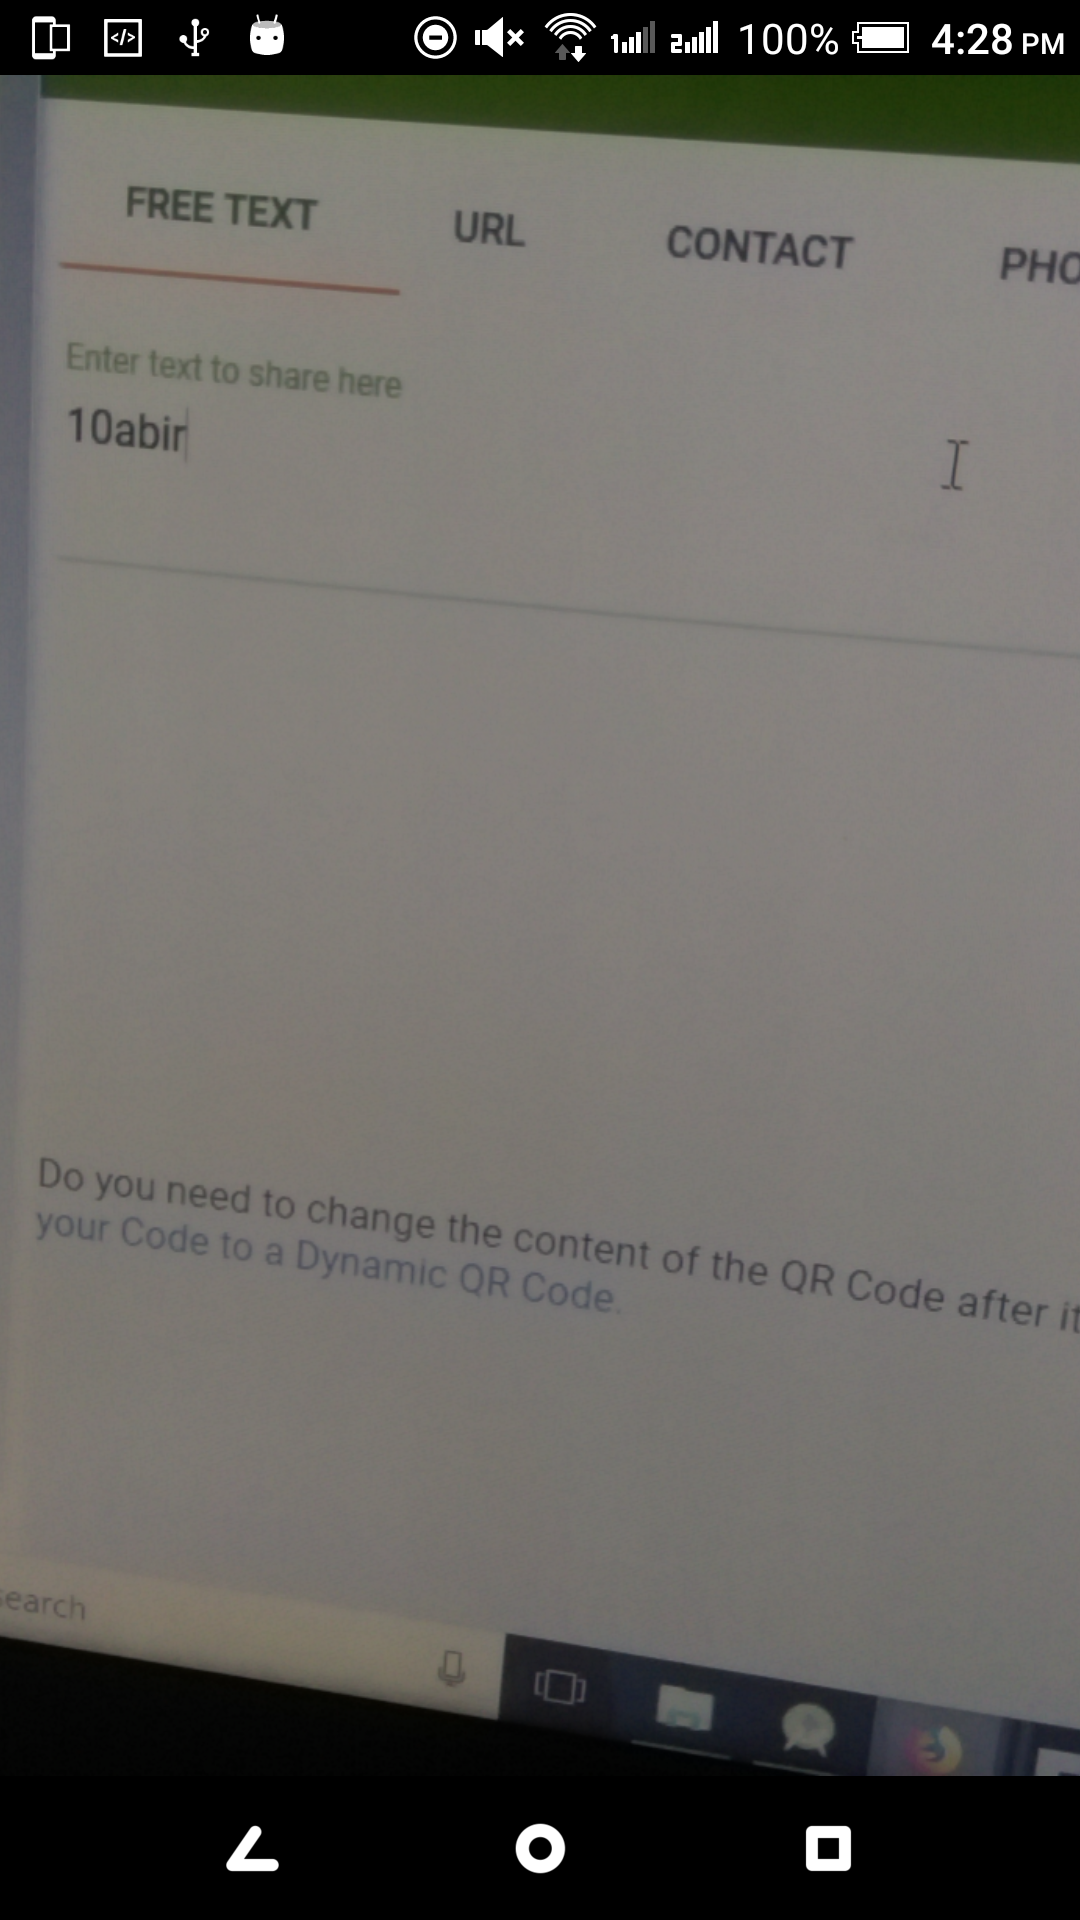 100% 4:28 PM
FREE TEXT URL CONTACT PHO
Enter text to share here
10abir
Do you need to change the content of the QR Code after it
your Code to a Dynamic QR Code.
search